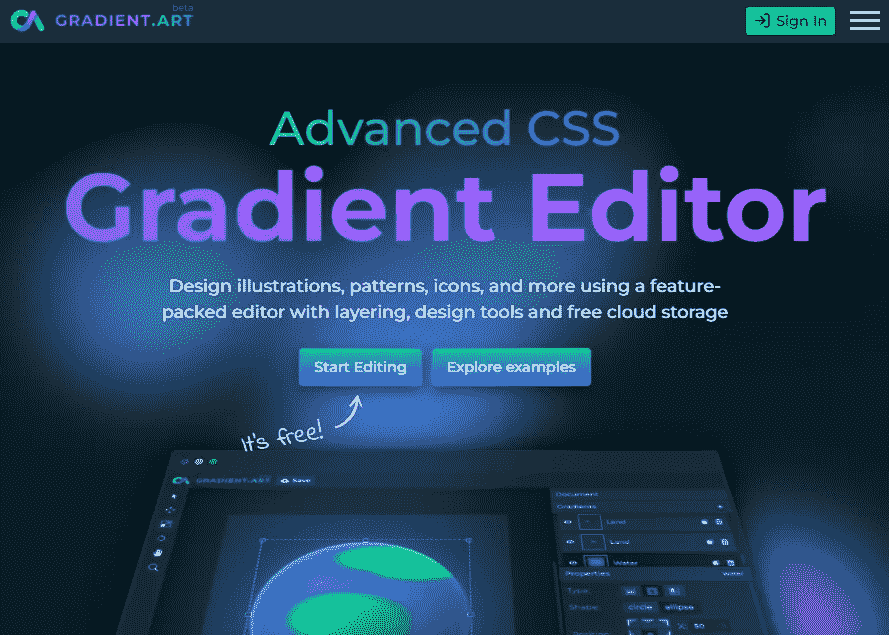 beta
GRADIENT.ART
Sign In
Advanced CSS
Gradient Editor
Design illustrations, patterns, icons, and more using a feature-
packed editor with layering, design tools and free cloud storage
Start Editing
Explore examples
It's free!
GRADIENT.ART
Save
Document
Gradients
Land
Land
Water
Properties
Water
Type:
Shape:
circle
ellipse
X:
50